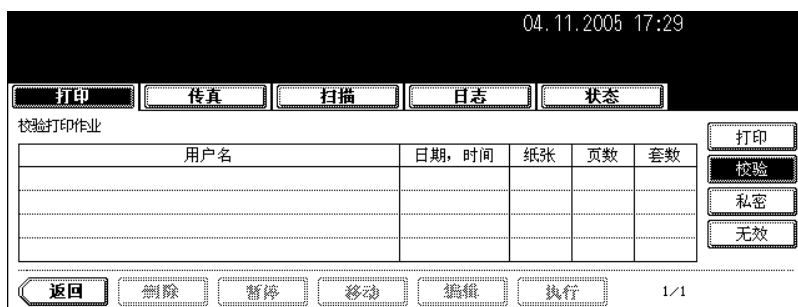 04.11.2005 17:29
打印 传真 扫描 日志 状态
校验打印作业
用户名 日期，时间 纸张 页数 套数
打印
校验
私密
无效
返回 删除 暂停 移动 编辑 执行 1/1